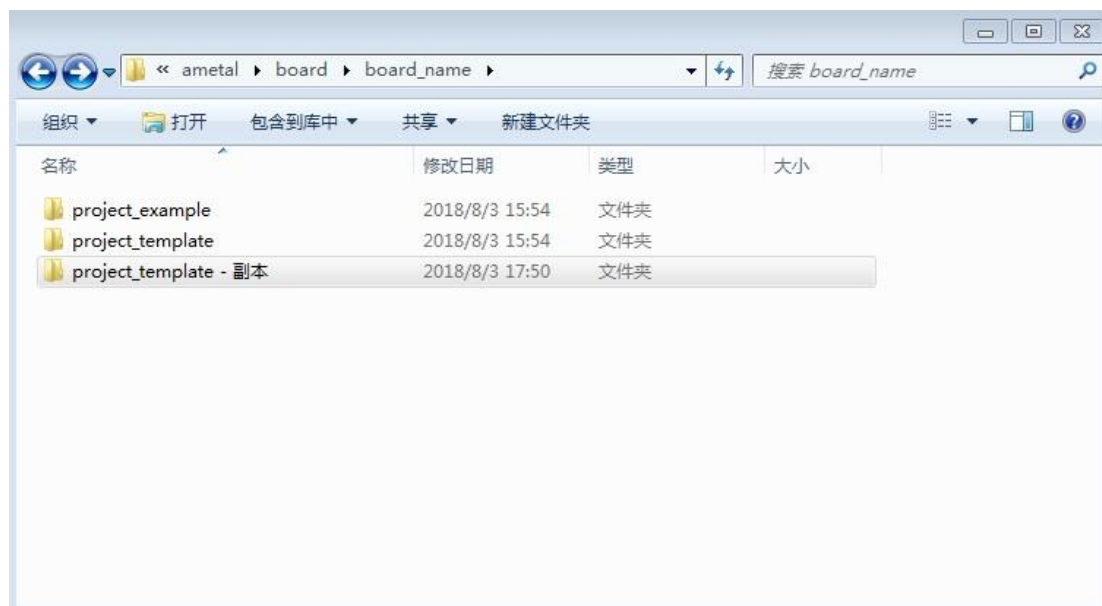 « ametal ▸ board ▸ board_name ▸ 搜索 board_name
组织 打开 包含到库中 共享 新建文件夹
名称 修改日期 类型 大小
project_example 2018/8/3 15:54 文件夹
project_template 2018/8/3 15:54 文件夹
project_template - 副本 2018/8/3 17:50 文件夹